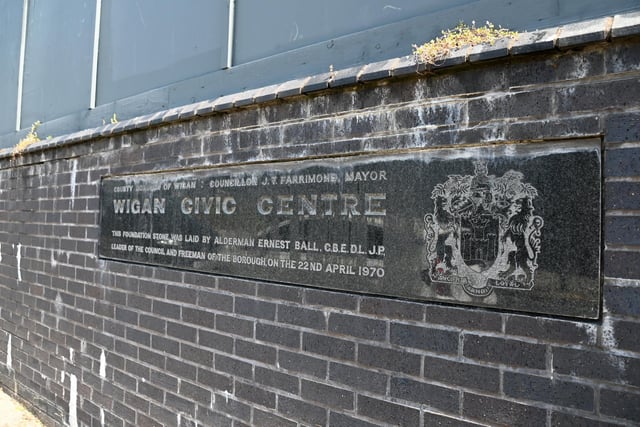 COUNTY BOROUGH OF WIGAN : COUNCILLOR J. T. FARRIMOND, MAYOR
WIGAN CIVIC CENTRE
THIS FOUNDATION STONE WAS LAID BY ALDERMAN ERNEST BALL, C.B.E. DL. J.P.
LEADER OF THE COUNCIL AND FREEMAN OF THE BOROUGH, ON THE 22ND APRIL 1970